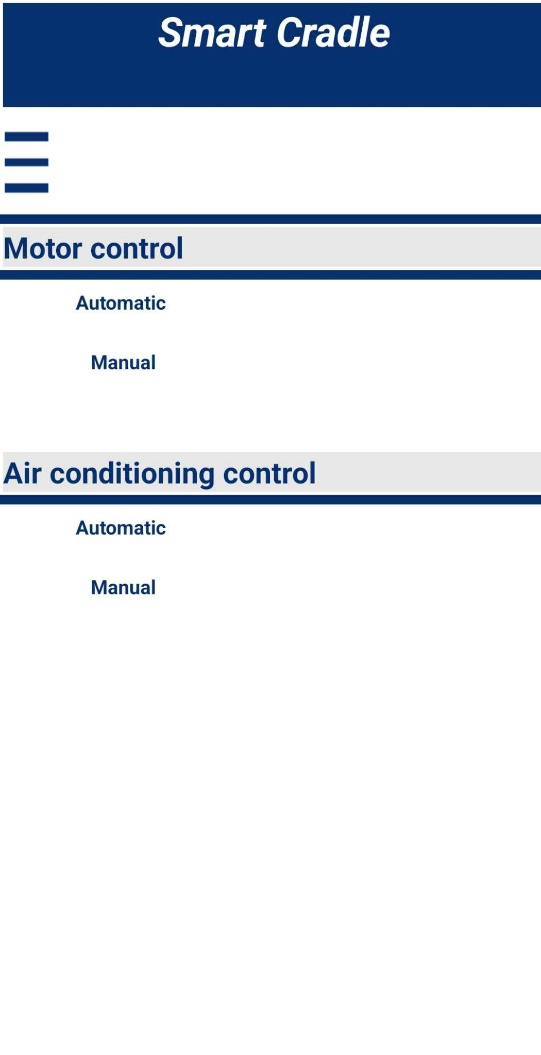 Smart Cradle
Motor control
Automatic
Manual
Air conditioning control
Automatic
Manual